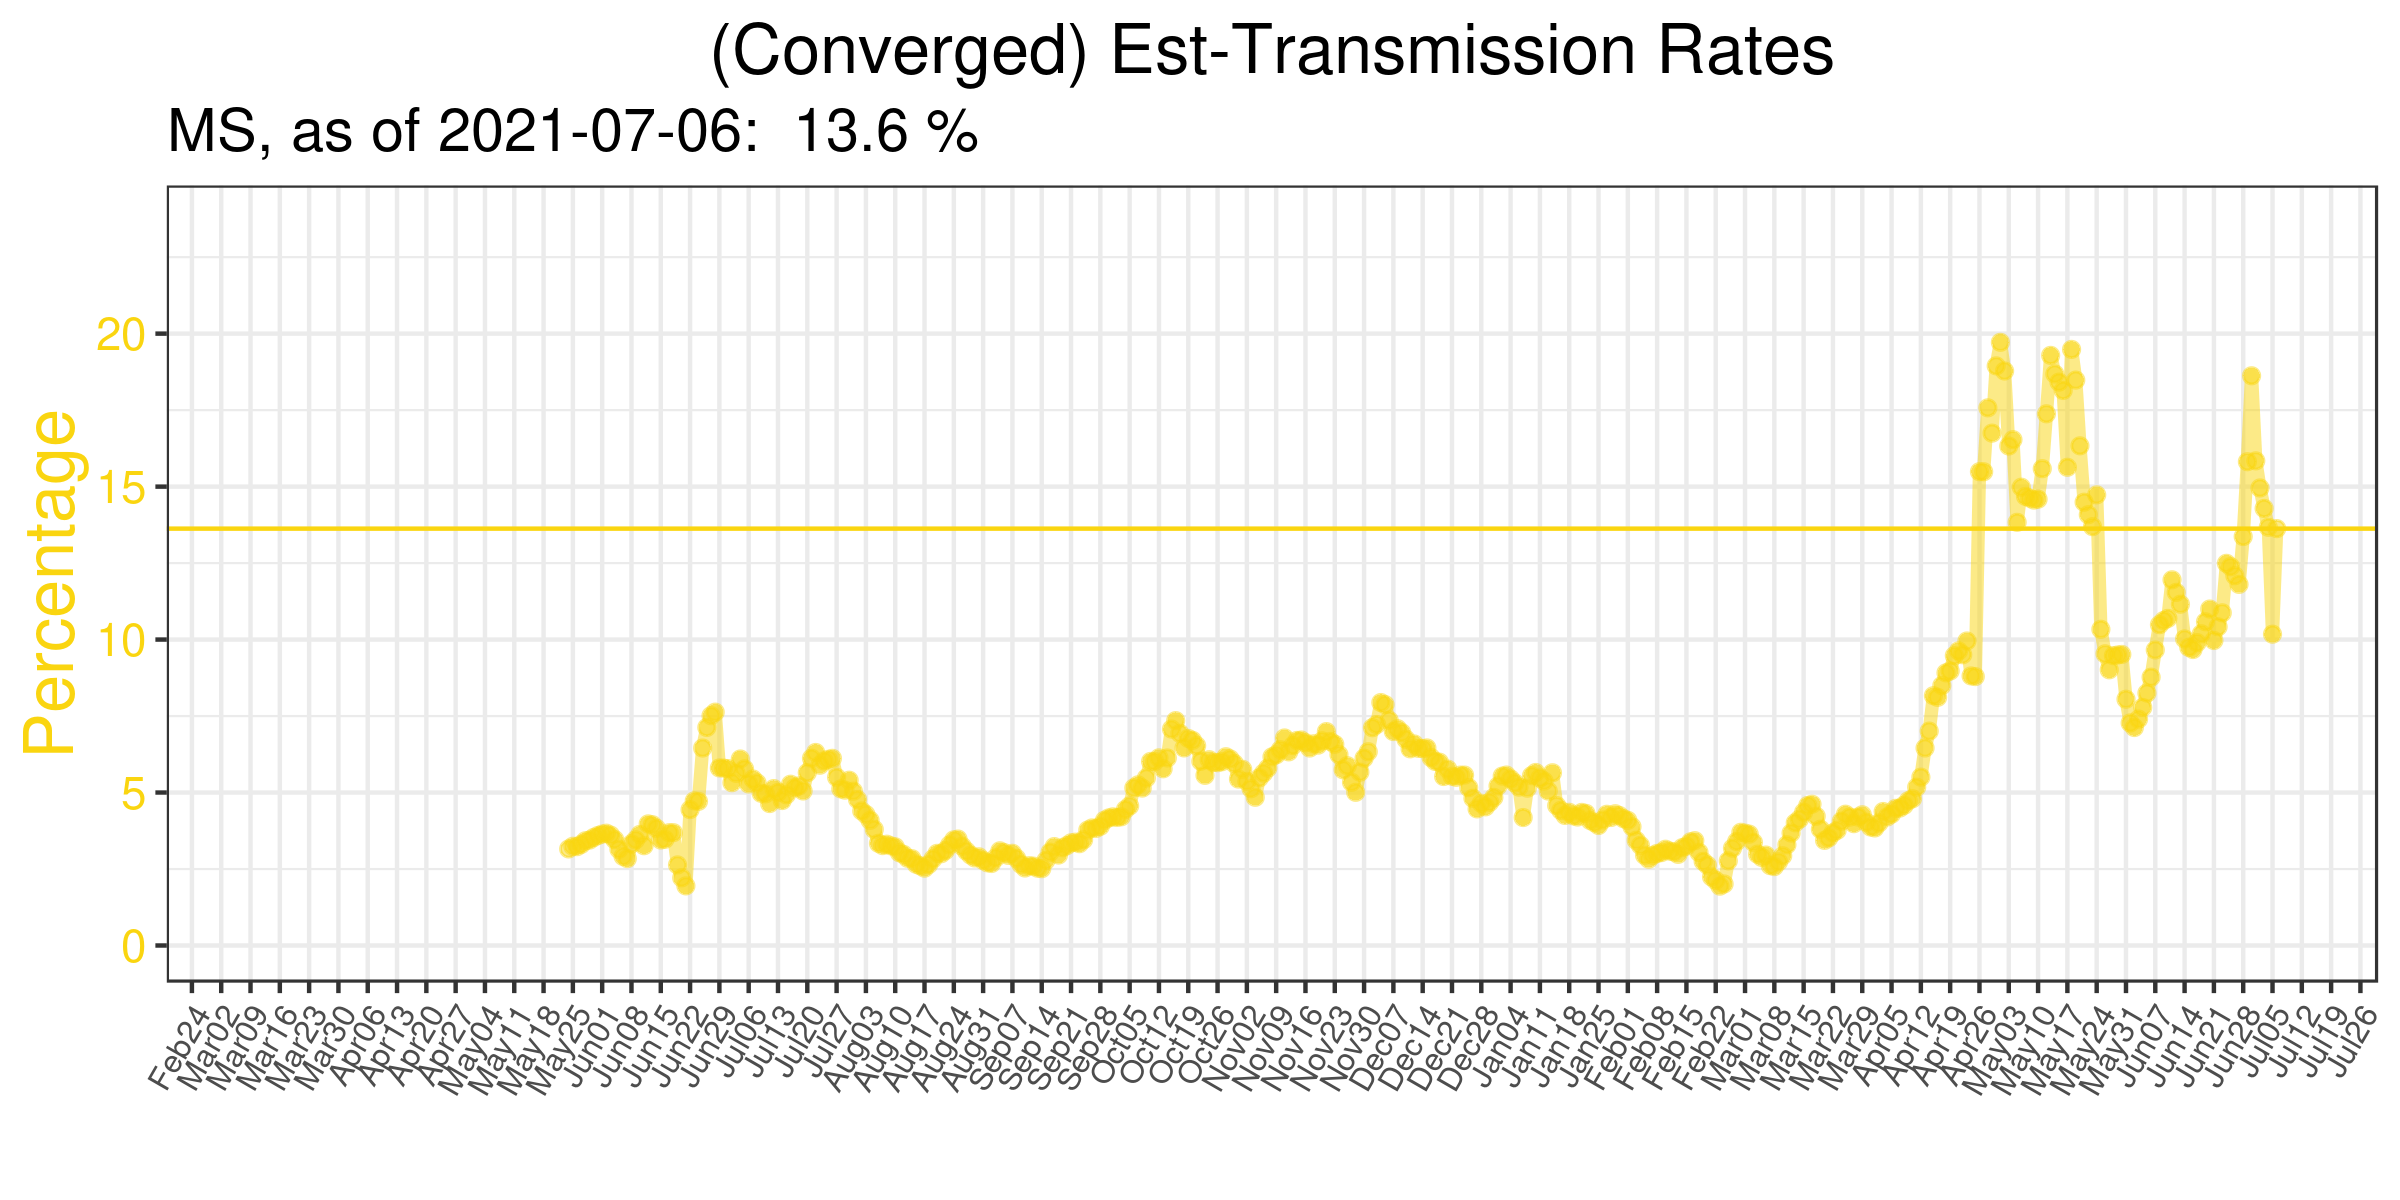 (Converged) Est-Transmission Rates
MS, as of 2021-07-06:  13.6 %
Percentage
20
15
10
5
0
Feb24
Mar02
Mar09
Mar16
Mar23
Mar30
Apr06
Apr13
Apr20
Apr27
May04
May11
May18
May25
Jun01
Jun08
Jun15
Jun22
Jun29
Jul06
Jul13
Jul20
Jul27
Aug03
Aug10
Aug17
Aug24
Aug31
Sep07
Sep14
Sep21
Sep28
Oct05
Oct12
Oct19
Oct26
Nov02
Nov09
Nov16
Nov23
Nov30
Dec07
Dec14
Dec21
Dec28
Jan04
Jan11
Jan18
Jan25
Feb01
Feb08
Feb15
Feb22
Mar01
Mar08
Mar15
Mar22
Mar29
Apr05
Apr12
Apr19
Apr26
May03
May10
May17
May24
May31
Jun07
Jun14
Jun21
Jun28
Jul05
Jul12
Jul19
Jul26